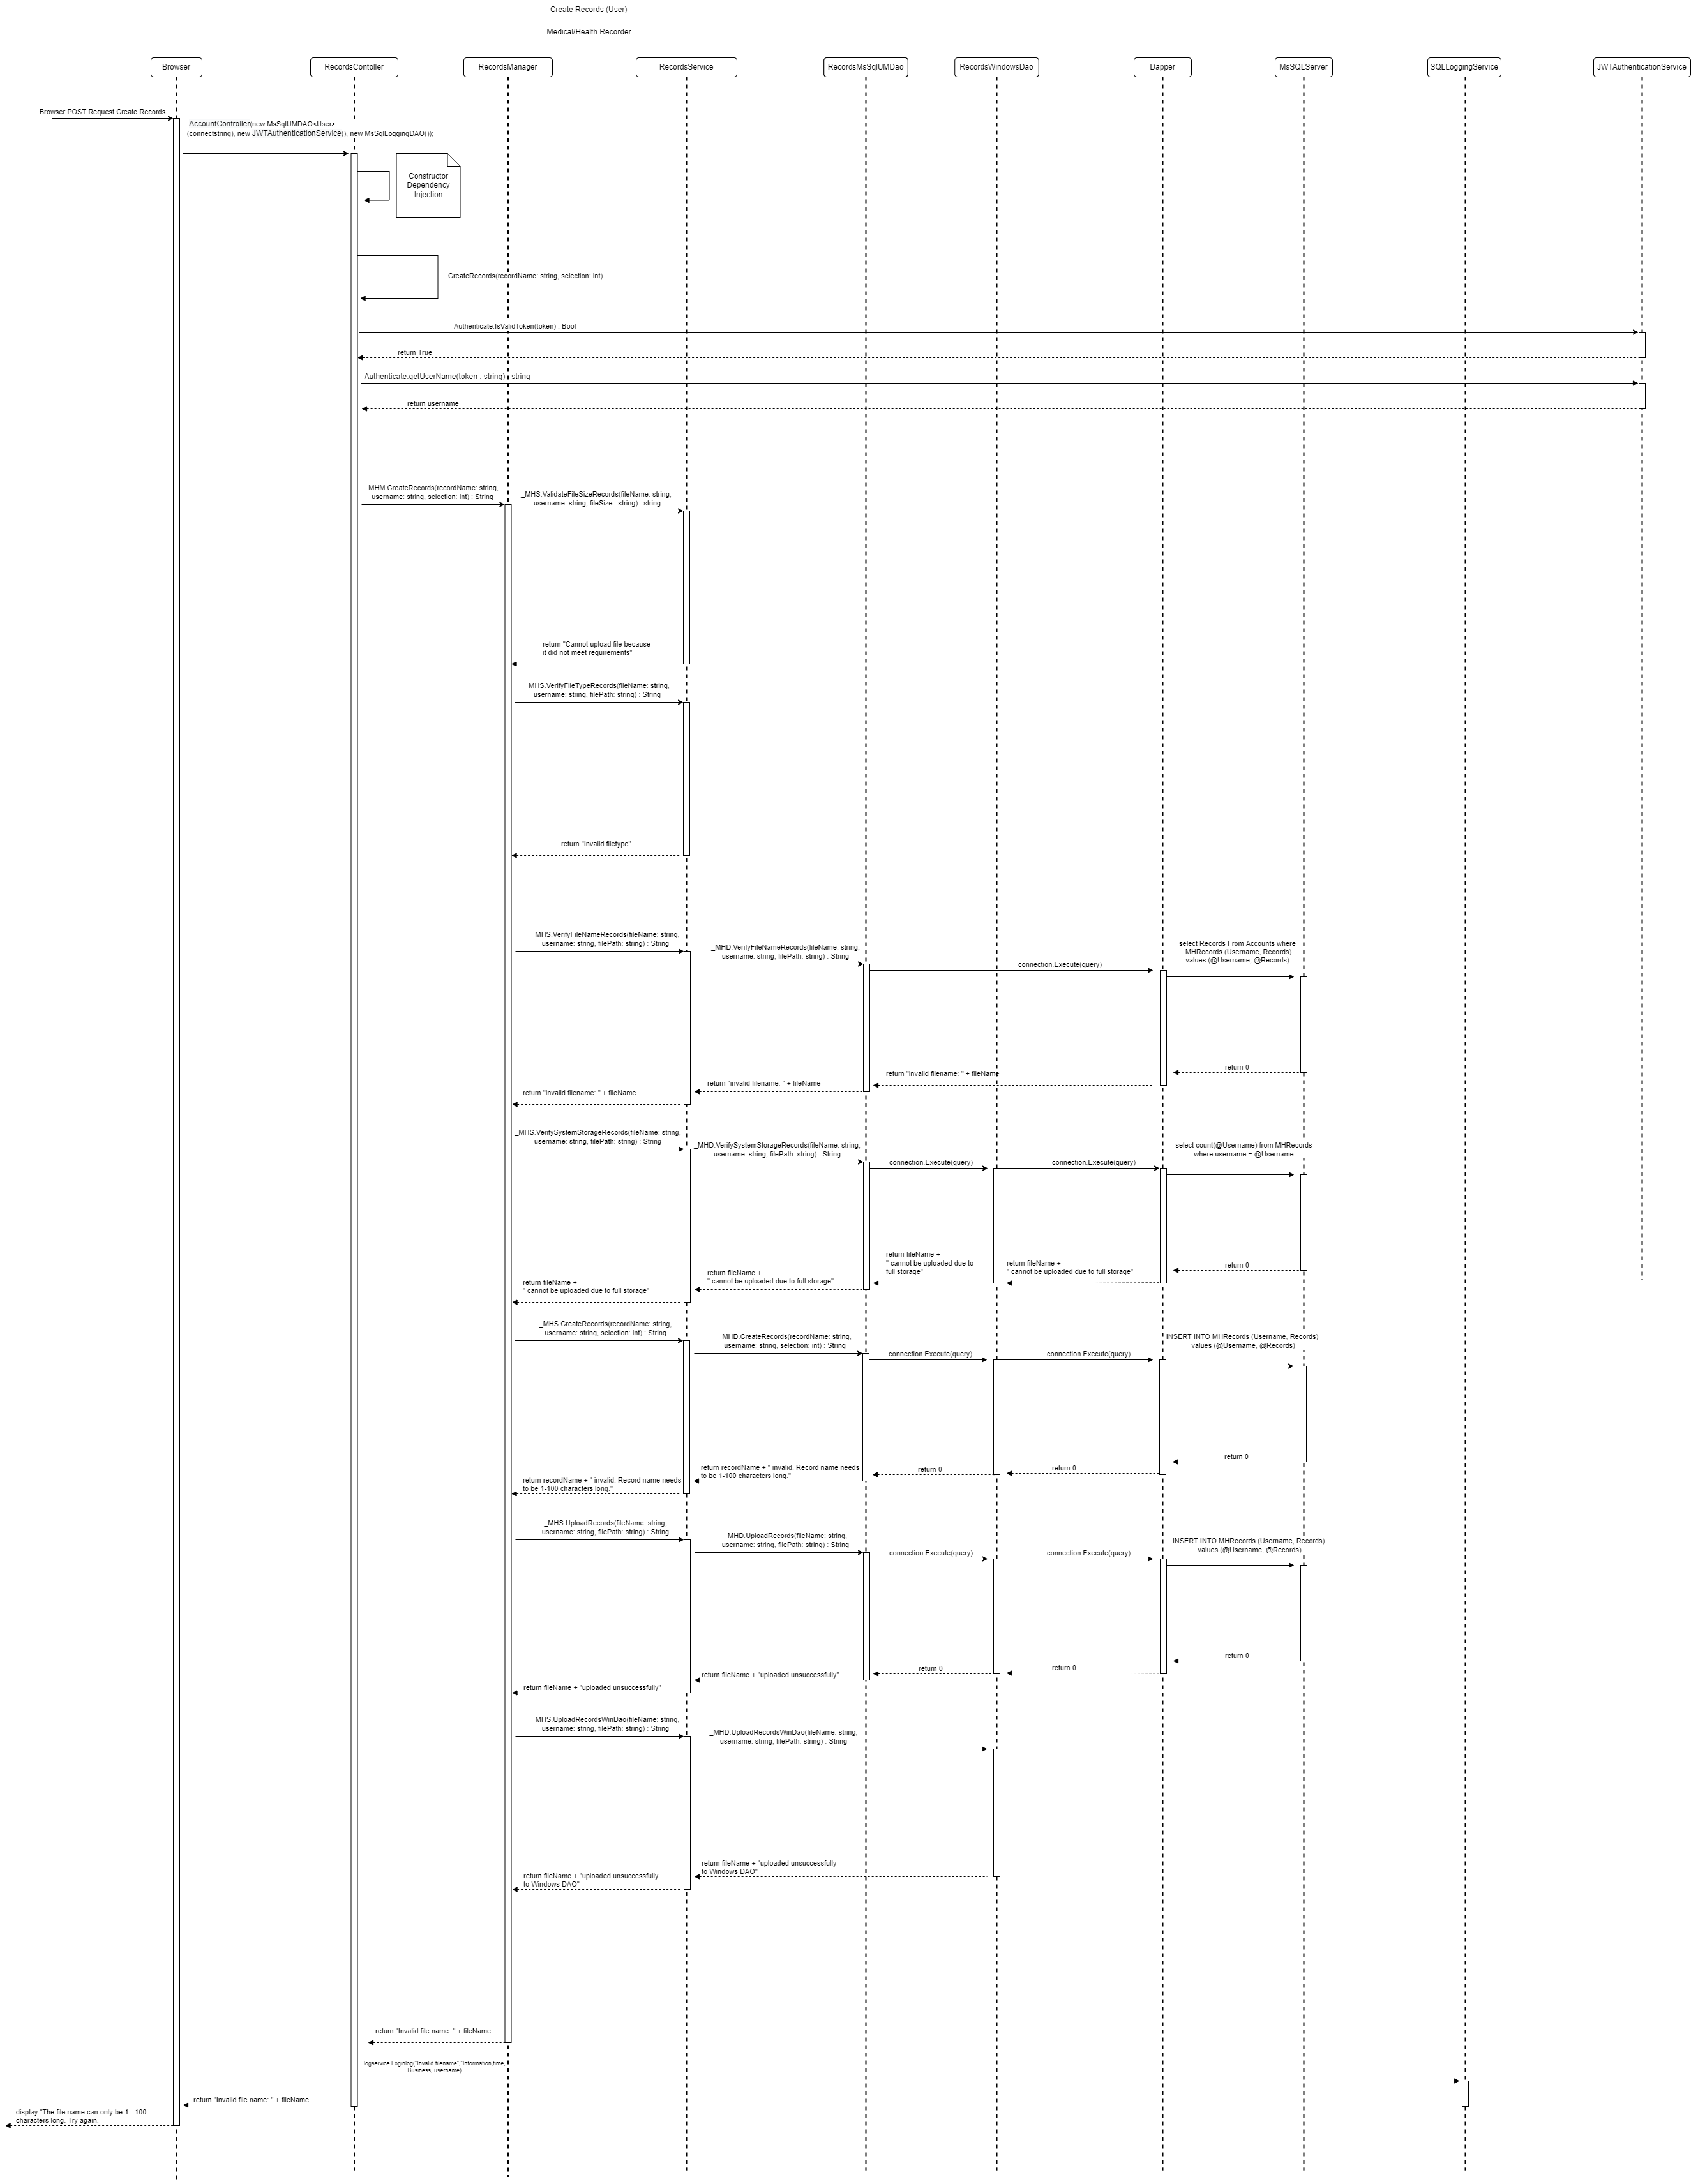 Create Records (User)
Medical/Health Recorder
Browser
RecordsContoller
RecordsManager
RecordsService
RecordsMsSqlUMDao
RecordsWindowsDao
Dapper
MsSQLServer
SQLLoggingService
JWTAuthenticationService
Browser POST Request Create Records
AccountController(new MsSqlUMDAO<User>
(connectstring), new JWTAuthenticationService(), new MsSqlLoggingDAO());
Constructor
Dependency
Injection
CreateRecords(recordName: string, selection: int)
Authenticate.IsValidToken(token) : Bool
return True
Authenticate.getUserName(token : string) : string
return username
_MHM.CreateRecords(recordName: string,
username: string, selection: int) : String
_MHS.ValidateFileSizeRecords(fileName: string,
username: string, fileSize : string) : string
return "Cannot upload file because
it did not meet requirements"
_MHS.VerifyFileTypeRecords(fileName: string,
username: string, filePath: string) : String
return "Invalid filetype"
_MHS.VerifyFileNameRecords(fileName: string,
username: string, filePath: string) : String
_MHD.VerifyFileNameRecords(fileName: string,
username: string, filePath: string) : String
connection.Execute(query)
select Records From Accounts where
MHRecords (Username, Records)
values (@Username, @Records)
return 0
return "invalid filename: " + fileName
return "invalid filename: " + fileName
return "invalid filename: " + fileName
_MHS.VerifySystemStorageRecords(fileName: string,
username: string, filePath: string) : String
_MHD.VerifySystemStorageRecords(fileName: string,
username: string, filePath: string) : String
connection.Execute(query)
connection.Execute(query)
select count(@Username) from MHRecords
where username = @Username
return 0
return fileName +
" cannot be uploaded due to full storage"
return fileName +
" cannot be uploaded due to
full storage"
return fileName +
" cannot be uploaded due to full storage"
return fileName +
" cannot be uploaded due to full storage"
_MHS.CreateRecords(recordName: string,
username: string, selection: int) : String
_MHD.CreateRecords(recordName: string,
username: string, selection: int) : String
connection.Execute(query)
connection.Execute(query)
INSERT INTO MHRecords (Username, Records)
values (@Username, @Records)
return 0
return 0
return 0
return recordName + " invalid. Record name needs
to be 1-100 characters long."
return recordName + " invalid. Record name needs
to be 1-100 characters long."
_MHS.UploadRecords(fileName: string,
username: string, filePath: string) : String
_MHD.UploadRecords(fileName: string,
username: string, filePath: string) : String
connection.Execute(query)
connection.Execute(query)
INSERT INTO MHRecords (Username, Records)
values (@Username, @Records)
return 0
return 0
return 0
return fileName + "uploaded unsuccessfully"
return fileName + "uploaded unsuccessfully"
_MHS.UploadRecordsWinDao(fileName: string,
username: string, filePath: string) : String
_MHD.UploadRecordsWinDao(fileName: string,
username: string, filePath: string) : String
return fileName + "uploaded unsuccessfully
to Windows DAO"
return fileName + "uploaded unsuccessfully
to Windows DAO"
return "Invalid file name: " + fileName
logservice.Loginlog("Invalid filename","Information,time,
Business, username)
return "Invalid file name: " + fileName
display "The file name can only be 1 - 100
characters long. Try again.